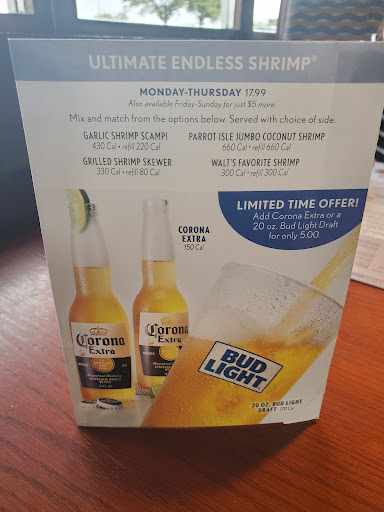 ULTIMATE ENDLESS SHRIMP®
MONDAY-THURSDAY 17.99
Also available Friday-Sunday for just $5 more.
Mix and match from the options below. Served with choice of side.
GARLIC SHRIMP SCAMPI
430 Cal • refill 220 Cal
PARROT ISLE JUMBO COCONUT SHRIMP
660 Cal • refill 660 Cal
GRILLED SHRIMP SKEWER
330 Cal • refill 80 Cal
WALT'S FAVORITE SHRIMP
300 Cal • refill 300 Cal
LIMITED TIME OFFER!
Add Corona Extra or a
20 oz. Bud Light Draft
for only 5.00.
CORONA
EXTRA
150 Cal
Corona
Extra
Corona
Extra
BUD
LIGHT
20 OZ. BUD LIGHT
DRAFT